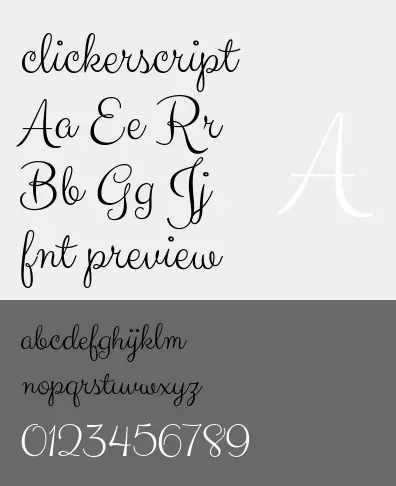 clickerscript
Aa Ee Rr
A
Bb Gg Jj
fnt preview
abcdefghijklm
nopqrstuvwxyz
0123456789